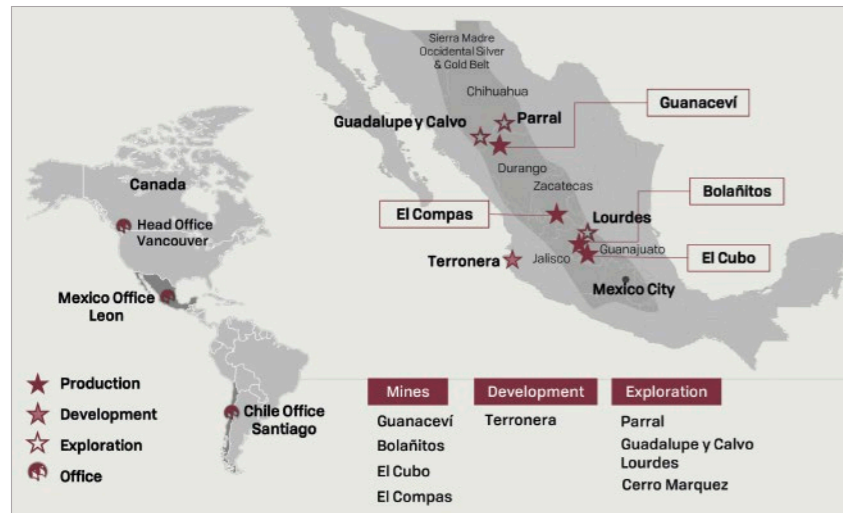 Sierra Madre
Occidental Silver
& Gold Belt
Chihuahua
Guanaceví
Parral
Guadalupe y Calvo
Durango
Zacatecas
Bolañitos
El Compas
Lourdes
Guanajuato
El Cubo
Terronera
Jalisco
Mexico City
Canada
Head Office
Vancouver
Mexico Office
Leon
Chile Office
Santiago
Production
Development
Exploration
Office
Mines
Guanaceví
Bolañitos
El Cubo
El Compas
Development
Terronera
Exploration
Parral
Guadalupe y Calvo
Lourdes
Cerro Marquez